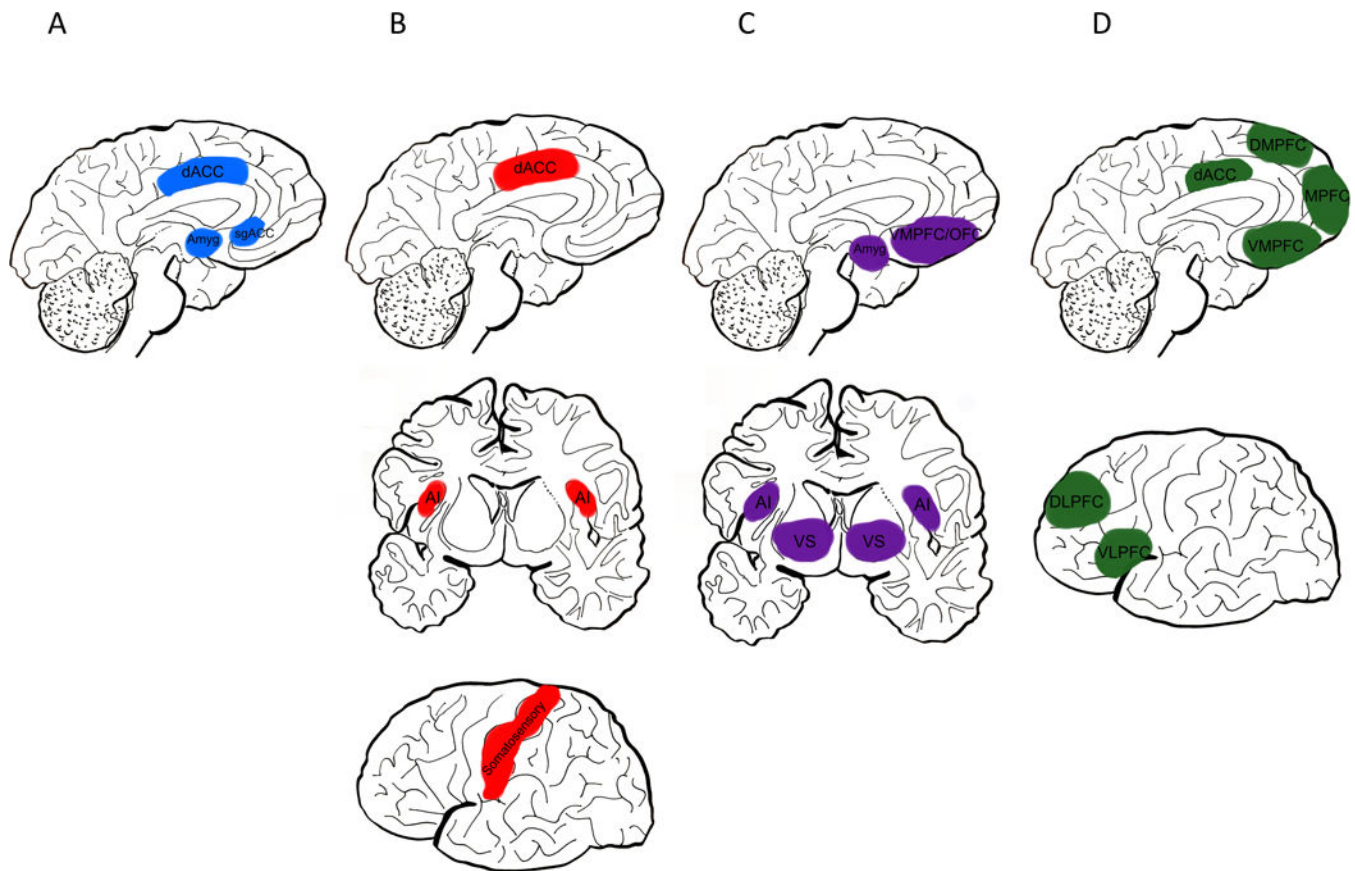 A
B
C
D
dACC
Amyg
sgACC
dACC
VMPFC/OFC
Amyg
DMPFC
dACC
MPFC
VMPFC
AI
AI
AI
AI
VS
VS
DLPFC
VLPFC
Somatosensory